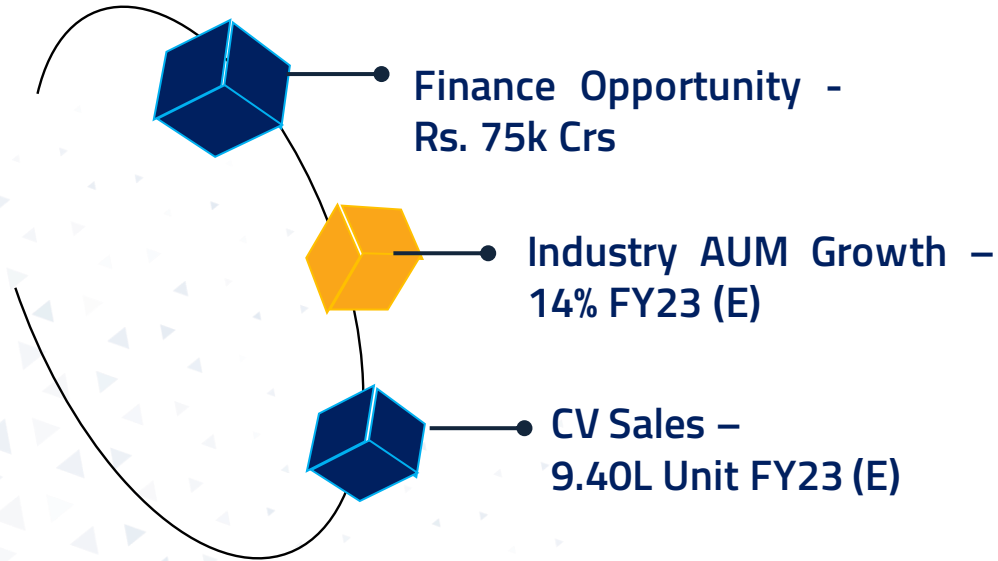 Finance Opportunity -
Rs. 75k Crs
Industry AUM Growth –
14% FY23 (E)
CV Sales –
9.40L Unit FY23 (E)